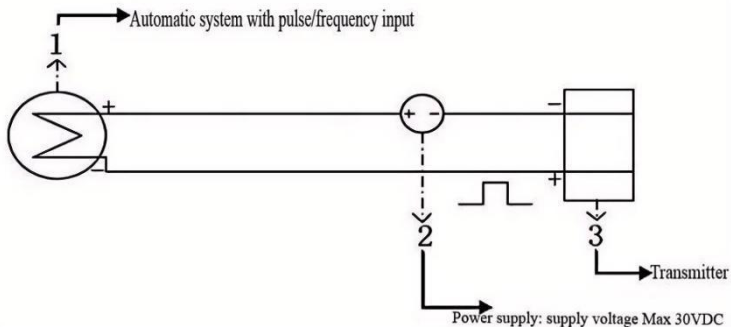 Automatic system with pulse/frequency input
1
+
+ -
-
-
+
2
3
Transmitter
Power supply: supply voltage Max 30VDC